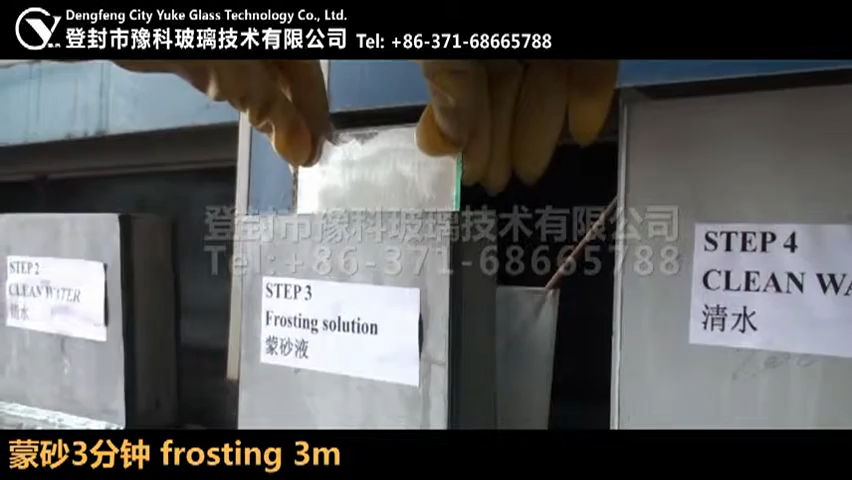 Dengfeng City Yuke Glass Technology Co., Ltd.
登封市豫科玻璃技术有限公司 Tel: +86-371-68665788
登封市豫科玻璃技术有限公司
Tel:+86-371-68665788
STEP 2
CLEAN WATER
清水
STEP 3
Frosting solution
蒙砂液
STEP 4
CLEAN WA
清水
蒙砂3分钟 frosting 3m